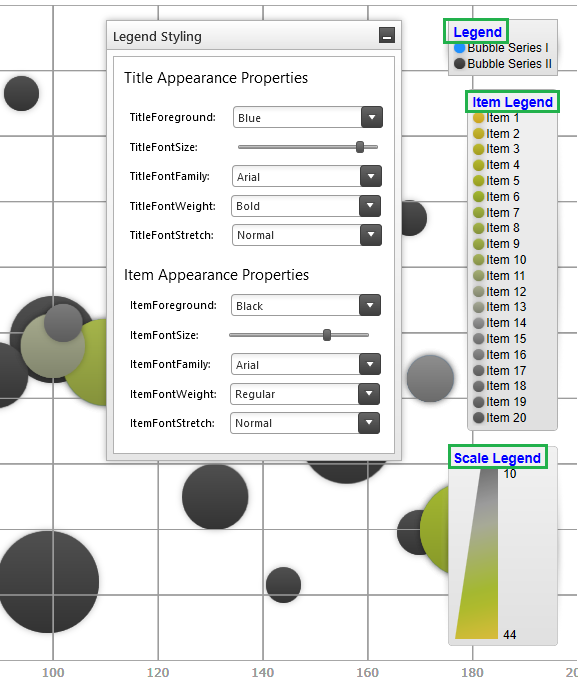 Legend Styling
Title Appearance Properties
TitleForeground: Blue
TitleFontSize:
TitleFontFamily: Arial
TitleFontWeight: Bold
TitleFontStretch: Normal
Item Appearance Properties
ItemForeground: Black
ItemFontSize:
ItemFontFamily: Arial
ItemFontWeight: Regular
ItemFontStretch: Normal
Legend
Bubble Series I
Bubble Series II
Item Legend
Item 1
Item 2
Item 3
Item 4
Item 5
Item 6
Item 7
Item 8
Item 9
Item 10
Item 11
Item 12
Item 13
Item 14
Item 15
Item 16
Item 17
Item 18
Item 19
Item 20
Scale Legend
10
44
100 120 140 160 180